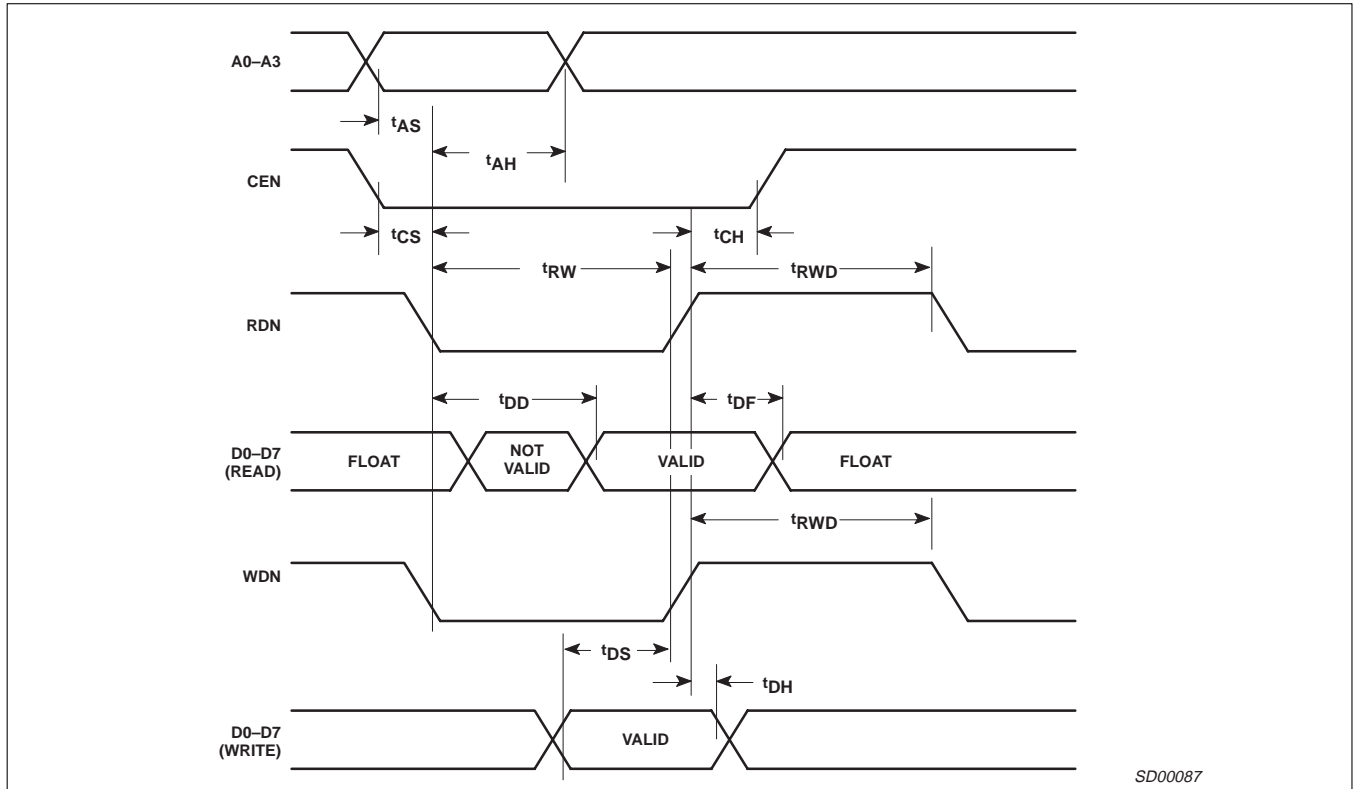 A0–A3
tAS
tAH
CEN
tCS
tCH
tRW
tRWD
RDN
tDD
tDF
D0–D7
(READ)
FLOAT
NOT
VALID
VALID
FLOAT
tRWD
WDN
tDS
tDH
D0–D7
(WRITE)
VALID
SD00087